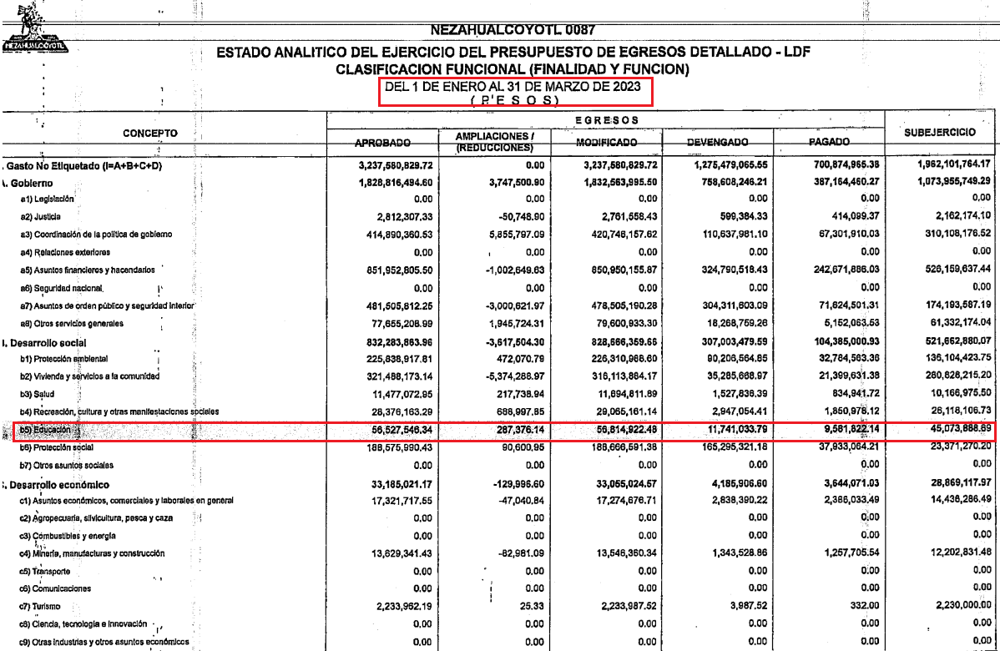 NEZAHUALCOYOTL
NEZAHUALCOYOTL 0087
ESTADO ANALITICO DEL EJERCICIO DEL PRESUPUESTO DE EGRESOS DETALLADO - LDF
CLASIFICACION FUNCIONAL (FINALIDAD Y FUNCION)
DEL 1 DE ENERO AL 31 DE MARZO DE 2023
( P E S O S )
CONCEPTO EGRESOS SUBEJERCICIO
APROBADO AMPLIACIONES / (REDUCCIONES) MODIFICADO DEVENGADO PAGADO
. Gasto No Etiquetado (I=A+B+C+D) 3,237,580,829.72 0.00 3,237,580,829.72 1,275,479,065.55 700,874,965.38 1,962,101,764.17
A. Gobierno 1,828,816,494.60 3,747,500.90 1,832,563,995.50 758,608,246.21 387,164,460.27 1,073,955,749.29
a1) Legislación 0.00 0.00 0.00 0.00 0.00 0.00
a2) Justicia 2,812,307.33 -50,748.90 2,761,558.43 599,384.33 414,099.37 2,162,174.10
a3) Coordinación de la política de gobierno 414,890,360.53 5,855,797.09 420,746,157.62 110,637,981.10 67,301,910.03 310,108,176.52
a4) Relaciones exteriores 0.00 0.00 0.00 0.00 0.00 0.00
a5) Asuntos financieros y hacendarios 851,952,805.50 -1,002,649.63 850,950,155.87 324,790,518.43 242,671,886.03 526,159,637.44
a6) Seguridad nacional 0.00 0.00 0.00 0.00 0.00 0.00
a7) Asuntos de orden público y seguridad interior 481,505,812.25 -3,000,621.97 478,505,190.28 304,311,603.09 71,624,501.31 174,193,587.19
a8) Otros servicios generales 77,655,208.99 1,945,724.31 79,600,933.30 18,268,759.26 5,152,063.53 61,332,174.04
. Desarrollo social 832,283,863.96 -3,617,504.30 828,666,359.66 307,003,479.59 104,385,000.93 521,662,880.07
b1) Protección ambiental 225,838,917.81 472,070.79 226,310,988.60 90,206,564.85 32,784,563.36 136,104,423.75
b2) Vivienda y servicios a la comunidad 321,488,173.14 -5,374,288.97 316,113,884.17 35,285,668.97 21,399,631.38 280,828,215.20
b3) Salud 11,477,072.95 217,738.94 11,694,811.89 1,527,836.39 834,941.72 10,166,975.50
b4) Recreación, cultura y otras manifestaciones sociales 28,376,163.29 688,997.85 29,065,161.14 2,947,054.41 1,850,978.12 26,118,106.73
b5) Educación 56,527,546.34 287,376.14 56,814,922.48 11,741,033.79 9,581,822.14 45,073,888.69
b6) Protección social 188,575,990.43 90,600.95 188,666,591.38 165,295,321.18 37,933,064.21 23,371,270.20
b7) Otros asuntos sociales 0.00 0.00 0.00 0.00 0.00 0.00
. Desarrollo económico 33,185,021.17 -129,996.60 33,055,024.57 4,185,906.60 3,644,071.03 28,869,117.97
c1) Asuntos económicos, comerciales y laborales en general 17,321,717.55 -47,040.84 17,274,676.71 2,838,390.22 2,386,033.49 14,436,286.49
c2) Agropecuaria, silvicultura, pesca y caza 0.00 0.00 0.00 0.00 0.00 0.00
c3) Combustibles y energía 0.00 0.00 0.00 0.00 0.00 0.00
c4) Minería, manufacturas y construcción 13,629,341.43 -82,981.09 13,546,360.34 1,343,528.86 1,257,705.54 12,202,831.48
c5) Transporte 0.00 0.00 0.00 0.00 0.00 0.00
c6) Comunicaciones 0.00 0.00 0.00 0.00 0.00 0.00
c7) Turismo 2,233,962.19 25.33 2,233,987.52 3,987.52 332.00 2,230,000.00
c8) Ciencia, tecnología e innovación 0.00 0.00 0.00 0.00 0.00 0.00
c9) Otras industrias y otros asuntos económicos 0.00 0.00 0.00 0.00 0.00 0.00